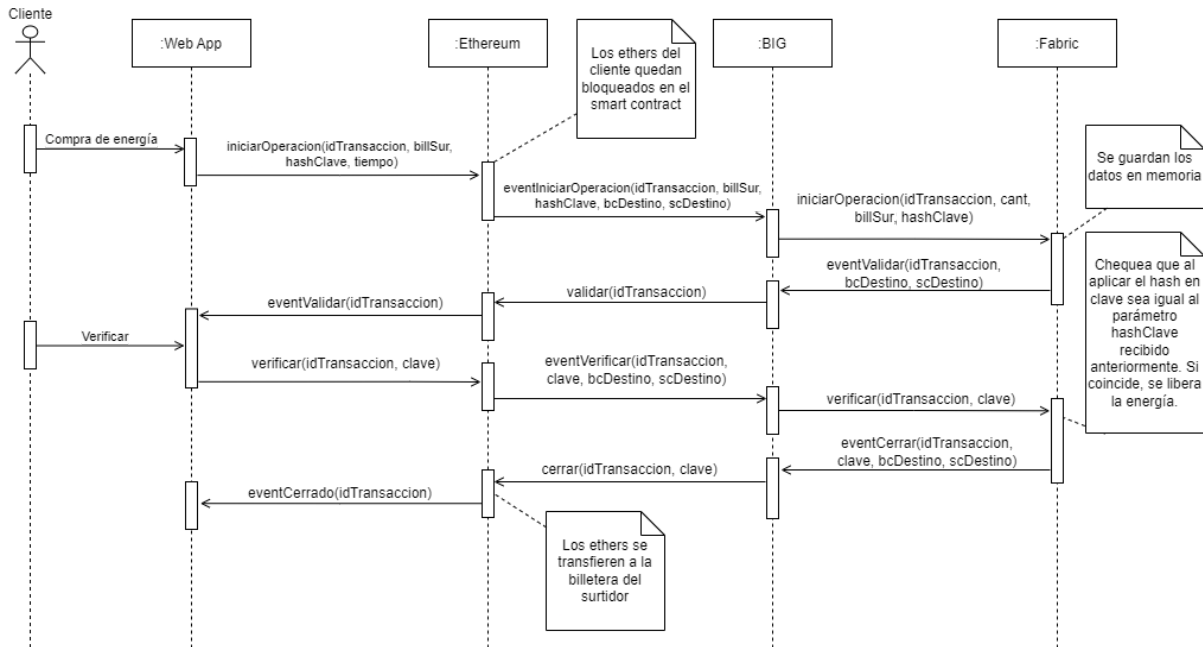 Cliente
:Web App
:Ethereum
:BIG
:Fabric
Los ethers del
cliente quedan
bloqueados en el
smart contract
Compra de energía
iniciarOperacion(idTransaccion, billSur,
hashClave, tiempo)
Se guardan los
datos en memoria
eventIniciarOperacion(idTransaccion, billSur,
hashClave, bcDestino, scDestino)
iniciarOperacion(idTransaccion, cant,
billSur, hashClave)
eventValidar(idTransaccion,
bcDestino, scDestino)
validar(idTransaccion)
eventValidar(idTransaccion)
Chequea que al
aplicar el hash en
clave sea igual al
parámetro
hashClave
recibido
anteriormente. Si
coincide, se libera
la energía.
Verificar
verificar(idTransaccion, clave)
eventVerificar(idTransaccion,
clave, bcDestino, scDestino)
verificar(idTransaccion, clave)
eventCerrar(idTransaccion,
clave, bcDestino, scDestino)
cerrar(idTransaccion, clave)
eventCerrado(idTransaccion)
Los ethers se
transfieren a la
billetera del
surtidor